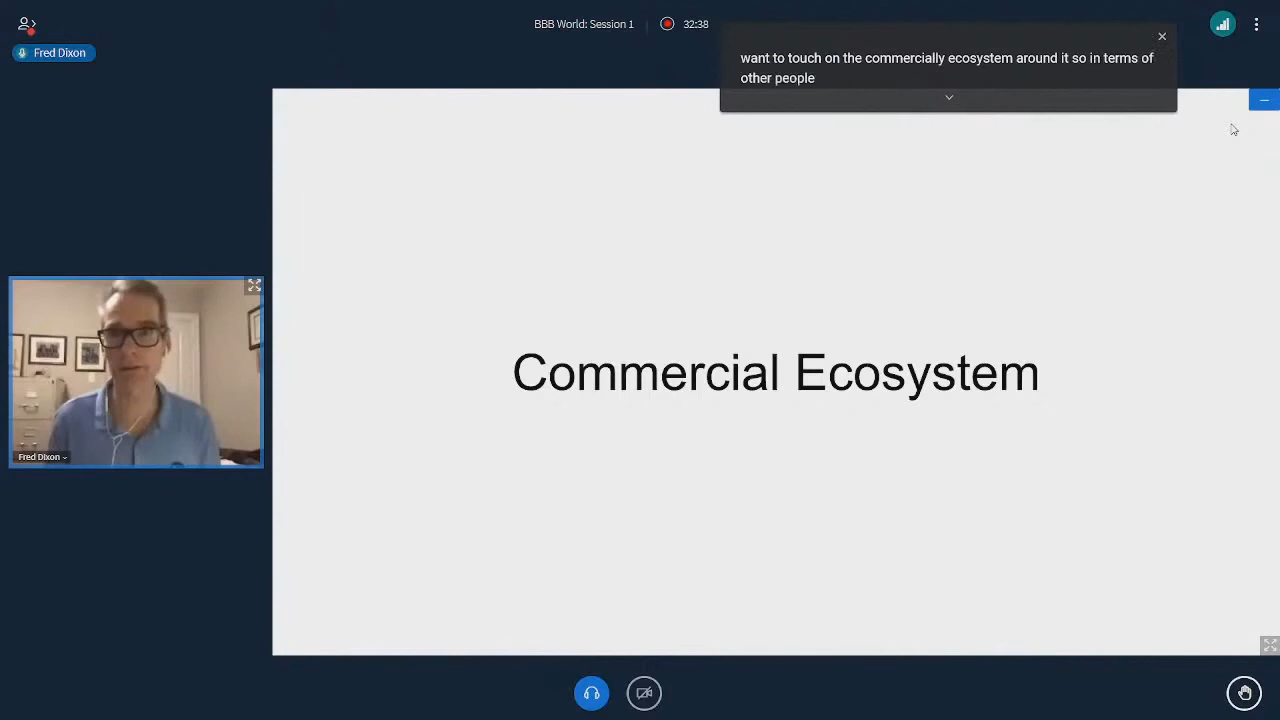 BBB World: Session 1
32:38
Fred Dixon
want to touch on the commercially ecosystem around it so in terms of
other people
Commercial Ecosystem
Fred Dixon